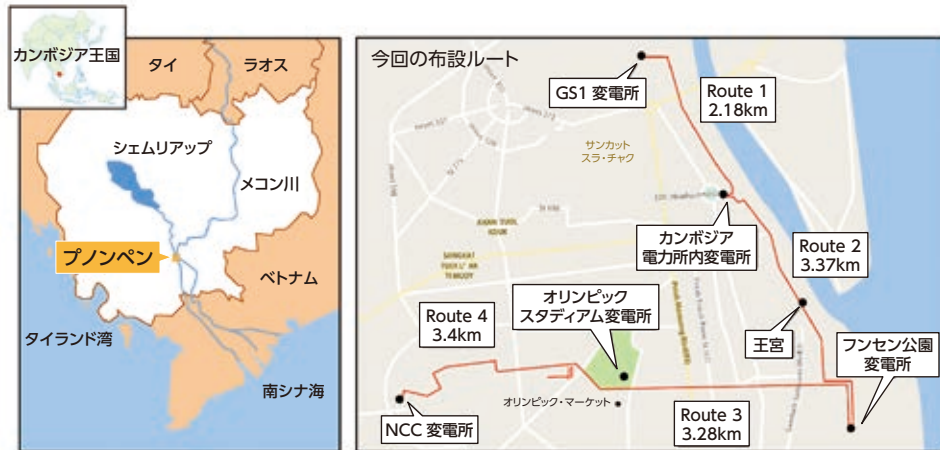 カンボジア王国
タイ
ラオス
シェムリアップ
メコン川
プノンペン
ベトナム
タイランド湾
南シナ海
今回の布設ルート
GS1 変電所
Route 1
2.18km
サンカット
スラ・チャク
カンボジア
電力所内変電所
Route 2
3.37km
オリンピック
スタディアム変電所
Route 4
3.4km
王宮
フンセン公園
変電所
オリンピック・マーケット
NCC 変電所
Route 3
3.28km